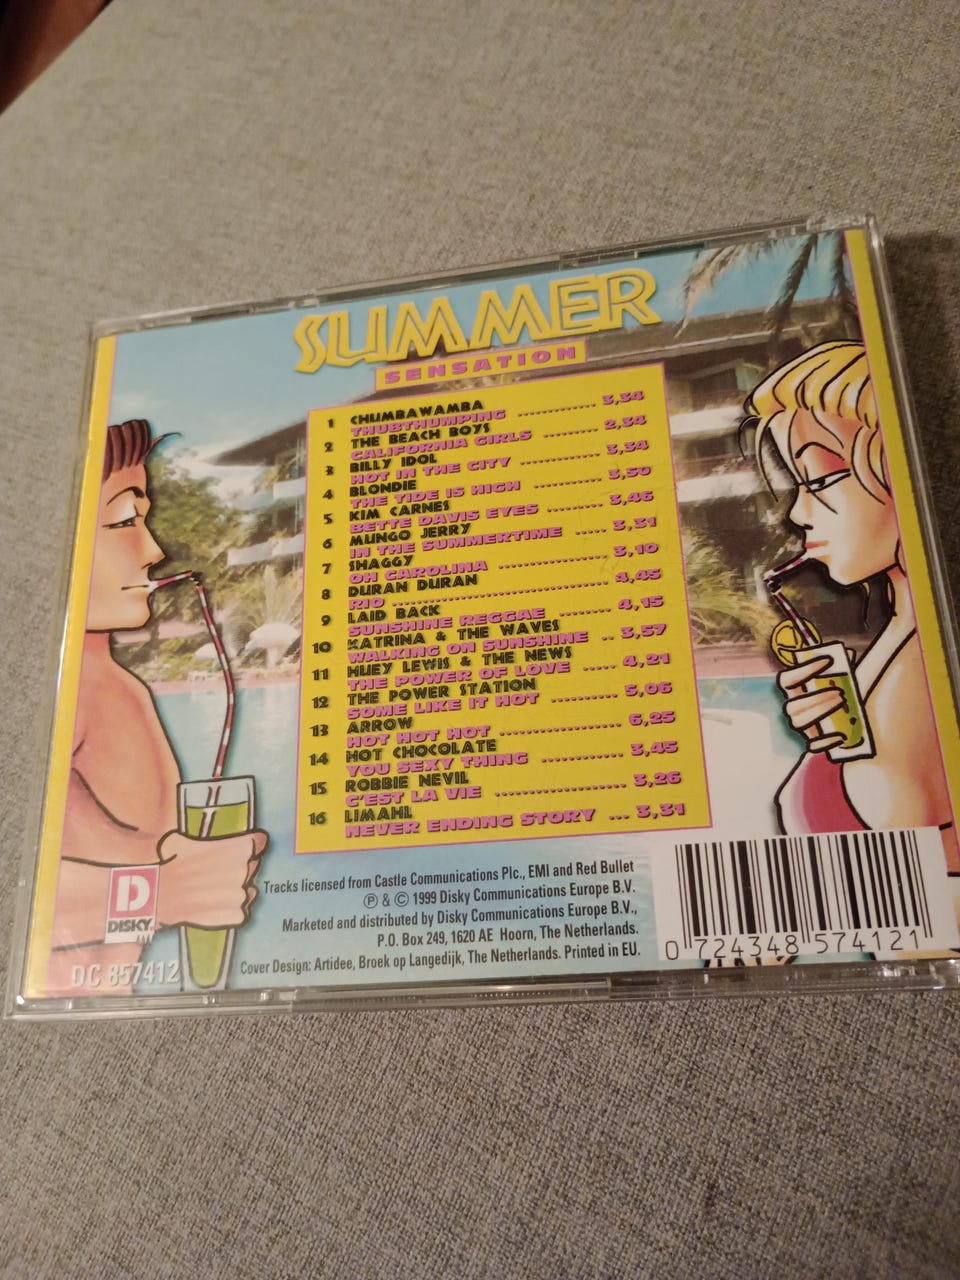 SUMMER
SENSATION
1 CHUMBAWAMBA
THUBTHUMPING ............. 3,34
2 THE BEACH BOYS
CALIFORNIA GIRLS ......... 2,34
3 BILLY IDOL
HOT IN THE CITY ............ 3,34
4 BLONDIE
THE TIDE IS HIGH ........... 3,50
5 KIM CARNES
BETTE DAVIS EYES ......... 3,46
6 MUNGO JERRY
IN THE SUMMERTIME ..... 3,31
7 SHAGGY
OH CAROLINA ................. 3,10
8 DURAN DURAN
RIO ................................. 4,45
9 LAID BACK
SUNSHINE REGGAE ........ 4,15
10 KATRINA & THE WAVES
WALKING ON SUNSHINE .. 3,57
11 HUEY LEWIS & THE NEWS
THE POWER OF LOVE ..... 4,21
12 THE POWER STATION
SOME LIKE IT HOT .......... 5,06
13 ARROW
HOT HOT HOT .................. 6,25
14 HOT CHOCOLATE
YOU SEXY THING ............ 3,45
15 ROBBIE NEVIL
C'EST LA VIE .................... 3,26
16 LIMAHL
NEVER ENDING STORY ... 3,31
Tracks licensed from Castle Communications Plc., EMI and Red Bullet
Ⓟ & © 1999 Disky Communications Europe B.V.
Marketed and distributed by Disky Communications Europe B.V.,
P.O. Box 249, 1620 AE Hoorn, The Netherlands.
Cover Design: Artidee, Broek op Langedijk, The Netherlands. Printed in EU.
D
DISKY
DC 857412
0 724348 574121